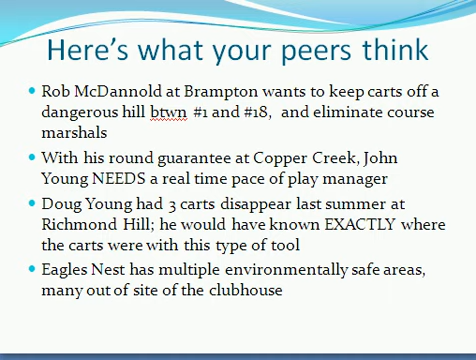 Here's what your peers think
• Rob McDannold at Brampton wants to keep carts off a
dangerous hill btwn #1 and #18,  and eliminate course
marshals
• With his round guarantee at Copper Creek, John
Young NEEDS a real time pace of play manager
• Doug Young had 3 carts disappear last summer at
Richmond Hill; he would have known EXACTLY where
the carts were with this type of tool
• Eagles Nest has multiple environmentally safe areas,
many out of site of the clubhouse